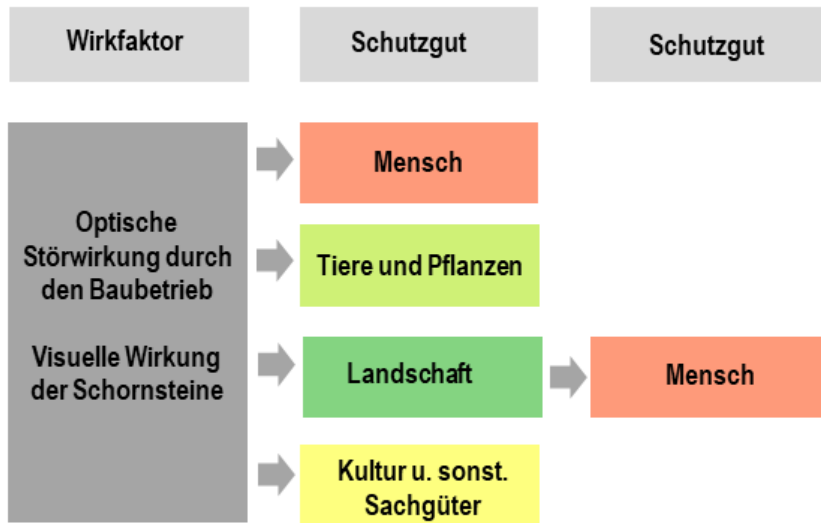 Wirkfaktor
Schutzgut
Schutzgut
Optische
Störwirkung durch
den Baubetrieb
Visuelle Wirkung
der Schornsteine
Mensch
Tiere und Pflanzen
Landschaft
Mensch
Kultur u. sonst.
Sachgüter